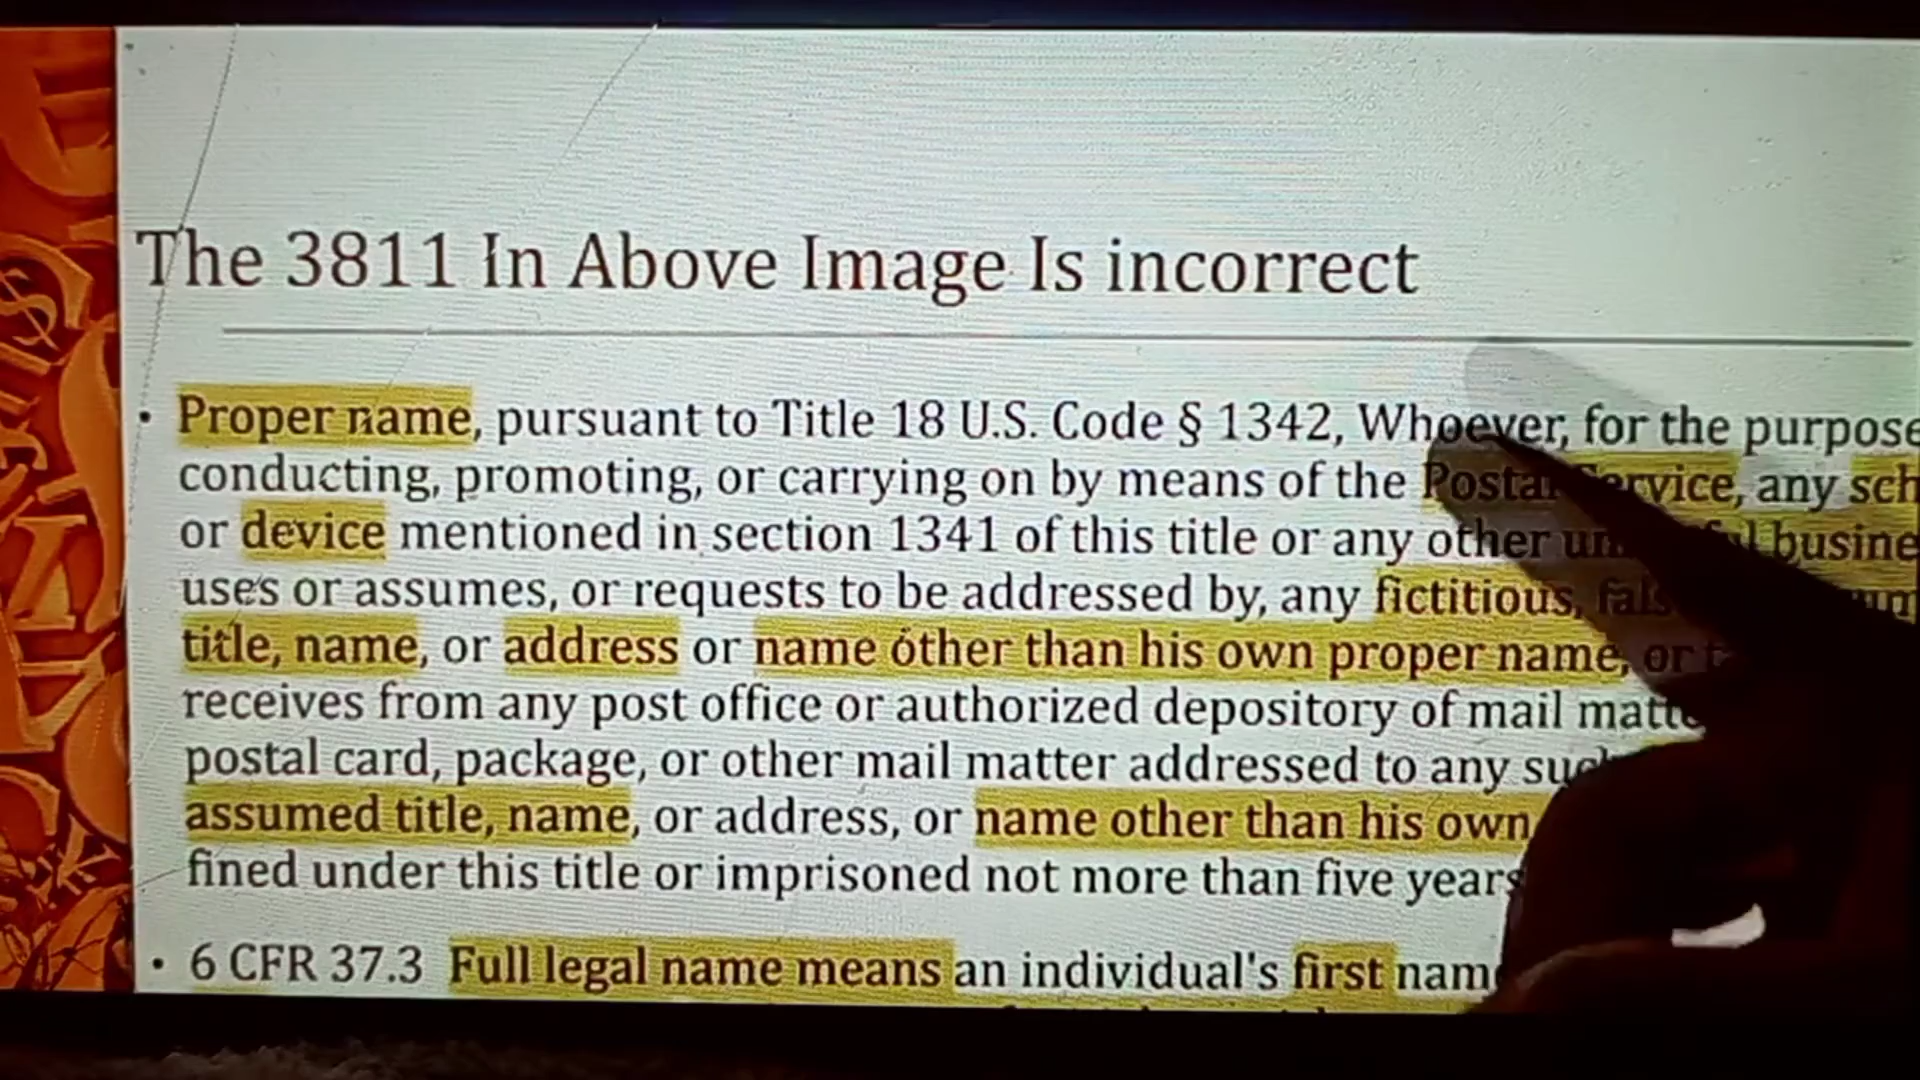 The 3811 In Above Image Is incorrect
• Proper name, pursuant to Title 18 U.S. Code § 1342, Whoever, for the purpose
conducting, promoting, or carrying on by means of the Postal Service, any sch
or device mentioned in section 1341 of this title or any other busine
uses or assumes, or requests to be addressed by, any fictitious,
title, name, or address or name other than his own proper name, or
receives from any post office or authorized depository of mail
postal card, package, or other mail matter addressed to any
assumed title, name, or address, or name other than his own
fined under this title or imprisoned not more than five years
• 6 CFR 37.3 Full legal name means an individual's first